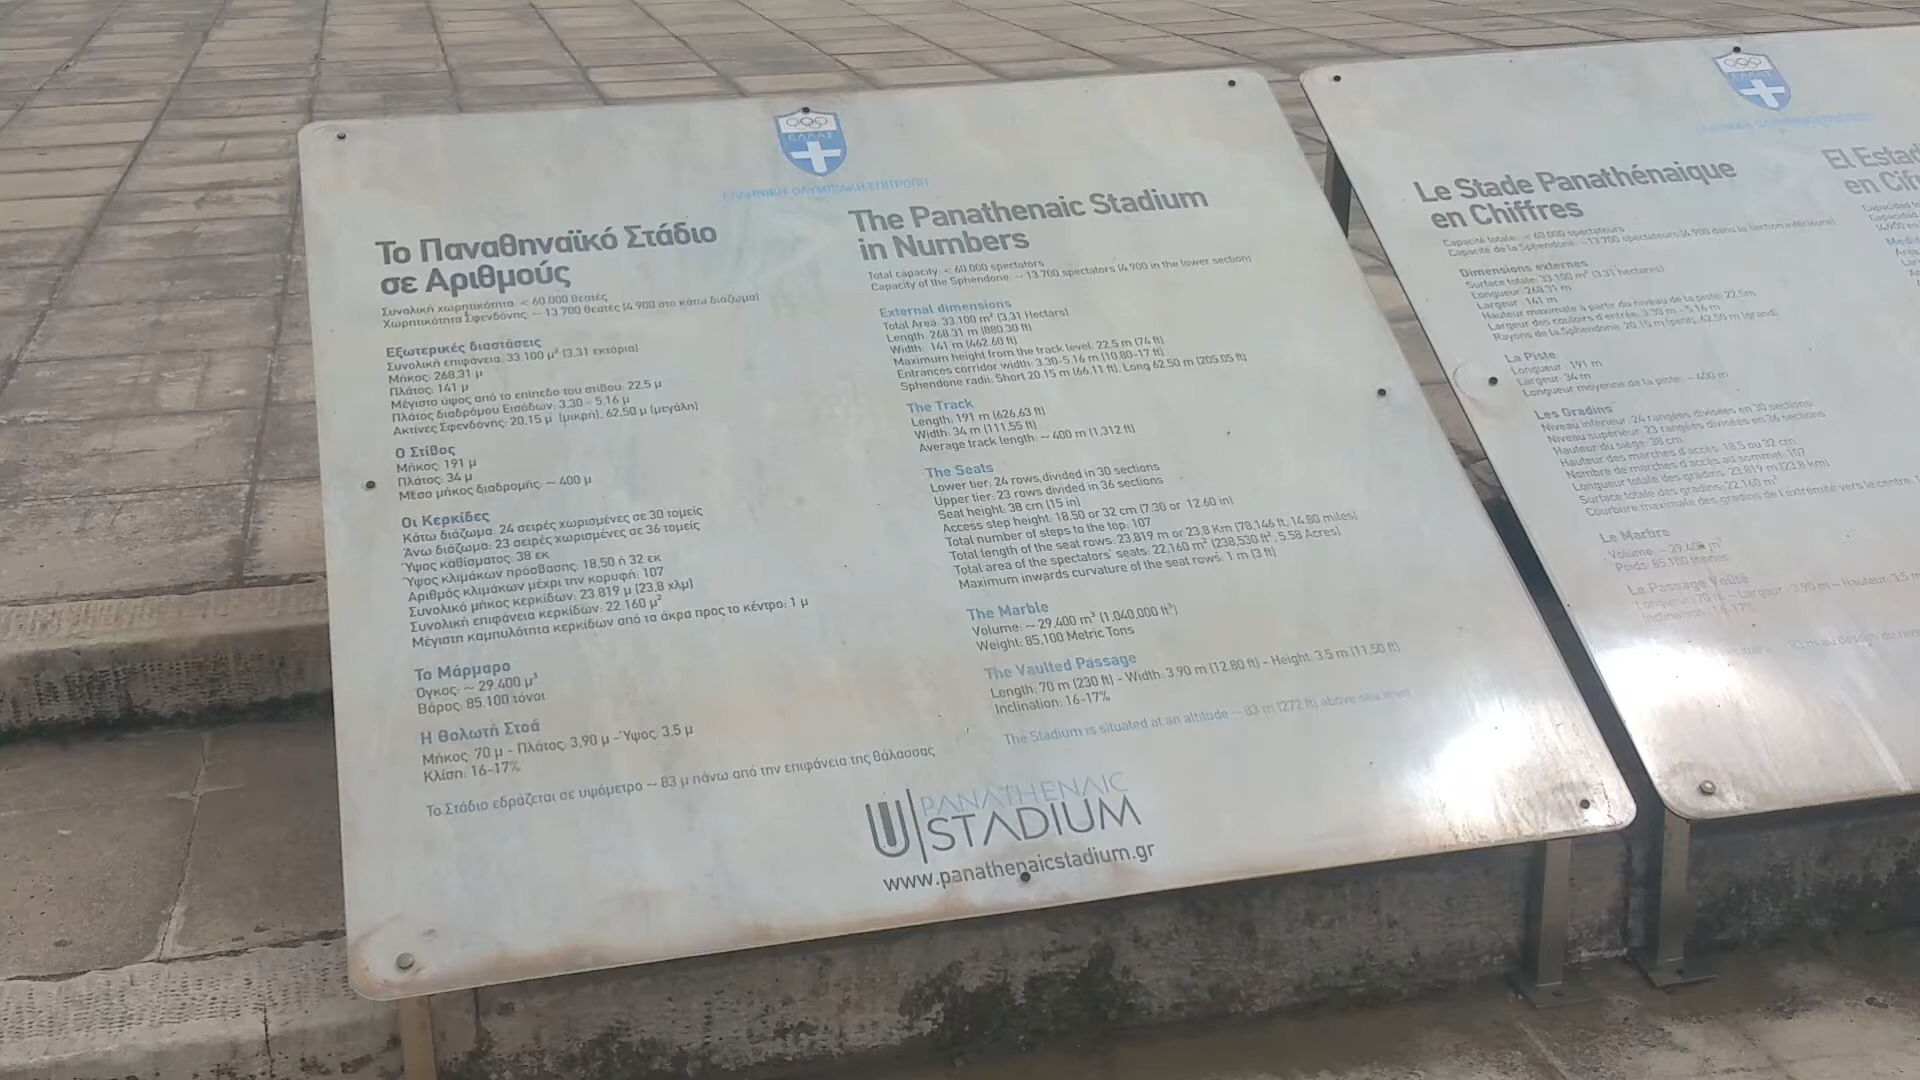 ΕΛΛΑΣ
ΕΛΛΗΝΙΚΗ ΟΛΥΜΠΙΑΚΗ ΕΠΙΤΡΟΠΗ
Το Παναθηναϊκό Στάδιο
σε Αριθμούς
Συνολική χωρητικότητα: < 60.000 θεατές
Χωρητικότητα Σφενδόνης: ~ 13.700 θεατές (4.900 στο κάτω διάζωμα)
Εξωτερικές διαστάσεις
Συνολική επιφάνεια: 33.100 μ² (3,31 εκτάρια)
Μήκος: 268,31 μ
Πλάτος: 141 μ
Μέγιστο ύψος από το επίπεδο του στίβου: 22,5 μ
Πλάτος διαδρόμου Εισόδων: 3,30 - 5,16 μ
Ακτίνες Σφενδόνης: 20,15 μ (μικρή), 62,50 μ (μεγάλη)
Ο Στίβος
Μήκος: 191 μ
Πλάτος: 34 μ
Μέσο μήκος διαδρομής: ~ 400 μ
Οι Κερκίδες
Κάτω διάζωμα: 24 σειρές χωρισμένες σε 30 τομείς
Άνω διάζωμα: 23 σειρές χωρισμένες σε 36 τομείς
Ύψος καθίσματος: 38 εκ
Ύψος κλιμάκων πρόσβασης: 18,50 ή 32 εκ
Αριθμός κλιμάκων μέχρι την κορυφή: 107
Συνολικό μήκος κερκίδων: 23.819 μ (23,8 χλμ)
Συνολική επιφάνεια κερκίδων: 22.160 μ²
Μέγιστη καμπυλότητα κερκίδων από τα άκρα προς το κέντρο: 1 μ
Το Μάρμαρο
Όγκος: ~ 29.400 μ³
Βάρος: 85.100 τόνοι
Η Θολωτή Στοά
Μήκος: 70 μ - Πλάτος: 3,90 μ - Ύψος: 3.5 μ
Κλίση: 16-17%
Το Στάδιο εδράζεται σε υψόμετρο ~ 83 μ πάνω από την επιφάνεια της θάλασσας
The Panathenaic Stadium
in Numbers
Total capacity: < 60.000 spectators
Capacity of the Sphendone: ~ 13.700 spectators (4.900 in the lower section)
External dimensions
Total Area: 33.100 m² (3,31 Hectars)
Length: 268.31 m (880.30 ft)
Width: 141 m (462.60 ft)
Maximum height from the track level: 22.5 m (74 ft)
Entrances corridor width: 3.30-5.16 m (10.80-17 ft)
Sphendone radii: Short 20.15 m (66.11 ft), Long 62.50 m (205.05 ft)
The Track
Length: 191 m (626,63 ft)
Width: 34 m (111,55 ft)
Average track length: ~ 400 m (1,312 ft)
The Seats
Lower tier: 24 rows divided in 30 sections
Upper tier: 23 rows divided in 36 sections
Seat height: 38 cm (15 in)
Access step height: 18.50 or 32 cm (7.30 or 12.60 in)
Total number of steps to the top: 107
Total length of the seat rows: 23.819 m or 23,8 Km (78,146 ft, 14.80 miles)
Total area of the spectators' seats: 22.160 m² (238,530 ft², 5.58 Acres)
Maximum inwards curvature of the seat rows: 1 m (3 ft)
The Marble
Volume: ~ 29,400 m³ (1,040,000 ft³)
Weight: 85,100 Metric Tons
The Vaulted Passage
Length: 70 m (230 ft) - Width: 3.90 m (12.80 ft) - Height: 3.5 m (11.50 ft)
Inclination: 16-17%
The Stadium is situated at an altitude ~ 83 m (272 ft) above sea level
PANATHENAIC
STADIUM
www.panathenaicstadium.gr
ΕΛΛΑΣ
Le Stade Panathénaique
en Chiffres
Capacité totale: < 60.000 spectateurs
Capacité de la Sphendone: ~13.700 spectateurs (4.900 dans la section inférieure)
Dimensions externes
Surface totale: 33.100 m² (3.31 hectares)
Longueur: 268.31 m
Largeur: 141 m
Hauteur maximale à partir du niveau de la piste: 22.5m
Largeur des couloirs d'entrée: 3.30 m - 5.16 m
Rayons de la Sphendone: 20.15 m (petit), 62.50 m (grand)
La Piste
Longueur: 191 m
Largeur: 34 m
Longueur moyenne de la piste: ~ 400 m
Les Gradins
Niveau inférieur: 24 rangées divisées en 30 sections
Niveau supérieur: 23 rangées divisées en 36 sections
Hauteur du siège: 38 cm
Hauteur des marches d'accès: 18.5 ou 32 cm
Nombre de marches d'accès au sommet: 107
Longueur totale des gradins: 23.819 m (23.8 km)
Surface totale des gradins: 22.160 m²
Courbure maximale des gradins de l'extrémité vers le centre: 1
Le Marbre
Volume: ~ 29.400 m³
Poids: 85.100 tonnes
Le Passage Voûté
Longueur: 70 m - Largeur: 3.90 m - Hauteur: 3.5 m
Inclinaison: 16-17%
83 m au dessus du
El Estad
en Cif